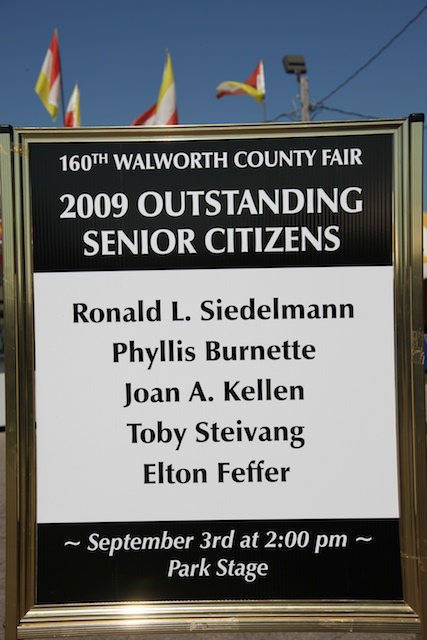 160TH WALWORTH COUNTY FAIR
2009 OUTSTANDING
SENIOR CITIZENS
Ronald L. Siedelmann
Phyllis Burnette
Joan A. Kellen
Toby Steivang
Elton Feffer
~ September 3rd at 2:00 pm ~
Park Stage